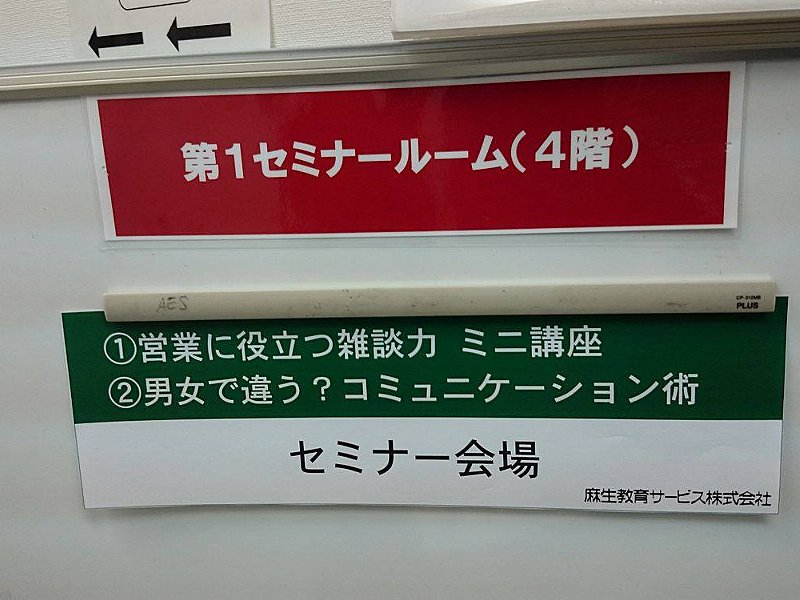 第1セミナールーム(4階)
AES
CP-310MB
PLUS
①営業に役立つ雑談力 ミニ講座
②男女で違う？コミュニケーション術
セミナー会場
麻生教育サービス株式会社